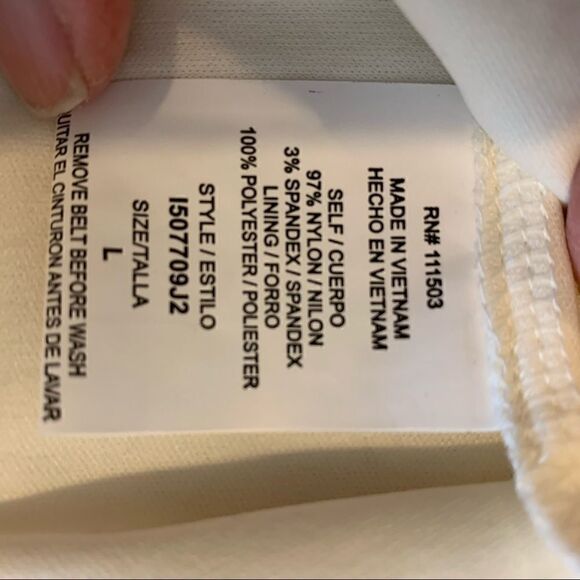 RN# 111503
MADE IN VIETNAM
HECHO EN VIETNAM
SELF / CUERPO
97% NYLON / NILON
3% SPANDEX / SPANDEX
LINING / FORRO
100% POLYESTER / POLIESTER
STYLE / ESTILO
I507709J2
SIZE/TALLA
L
REMOVE BELT BEFORE WASH
EL CINTURON ANTES DE LAVAR